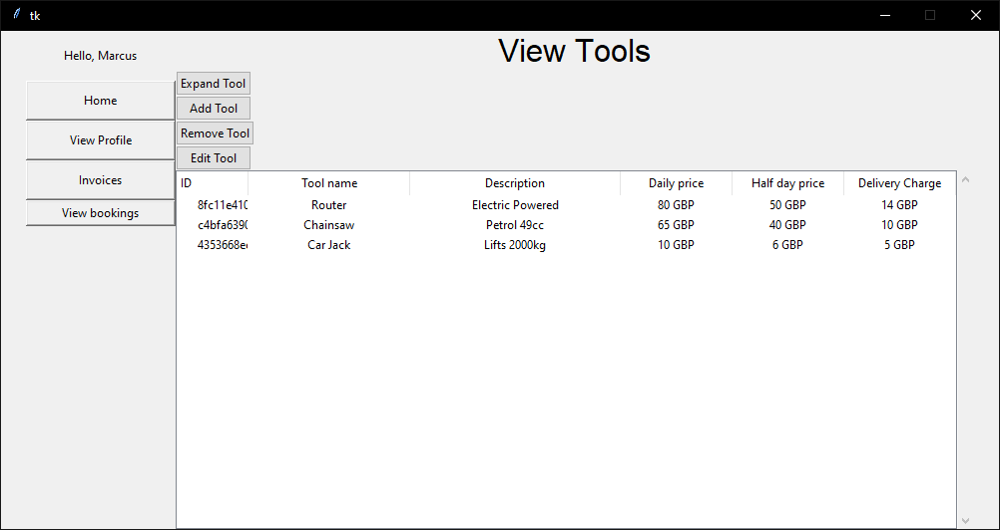 tk
Hello, Marcus
View Tools
Home
View Profile
Invoices
View bookings
Expand Tool
Add Tool
Remove Tool
Edit Tool
ID Tool name Description Daily price Half day price Delivery Charge
8fc11e410 Router Electric Powered 80 GBP 50 GBP 14 GBP
c4bfa6390 Chainsaw Petrol 49cc 65 GBP 40 GBP 10 GBP
4353668e Car Jack Lifts 2000kg 10 GBP 6 GBP 5 GBP